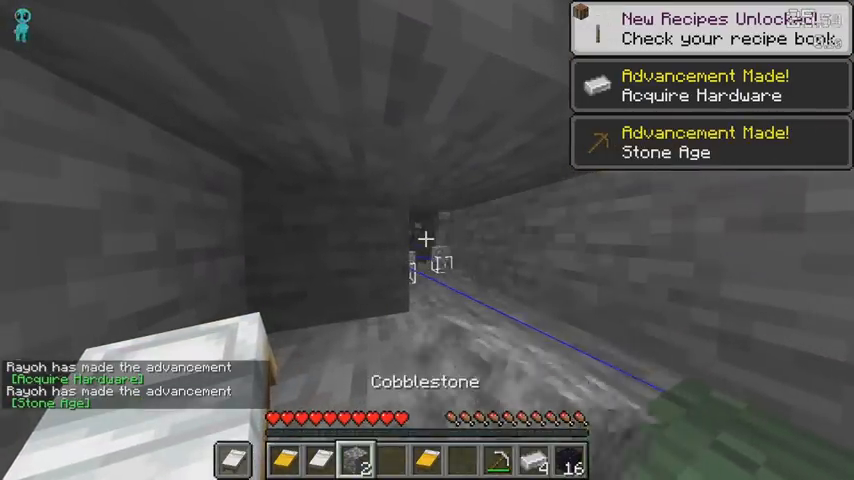 New Recipes Unlocked!
Check your recipe book
Advancement Made!
Acquire Hardware
Advancement Made!
Stone Age
Rayoh has made the advancement
[Acquire Hardware]
Rayoh has made the advancement
[Stone Age]
Cobblestone
2
4
16